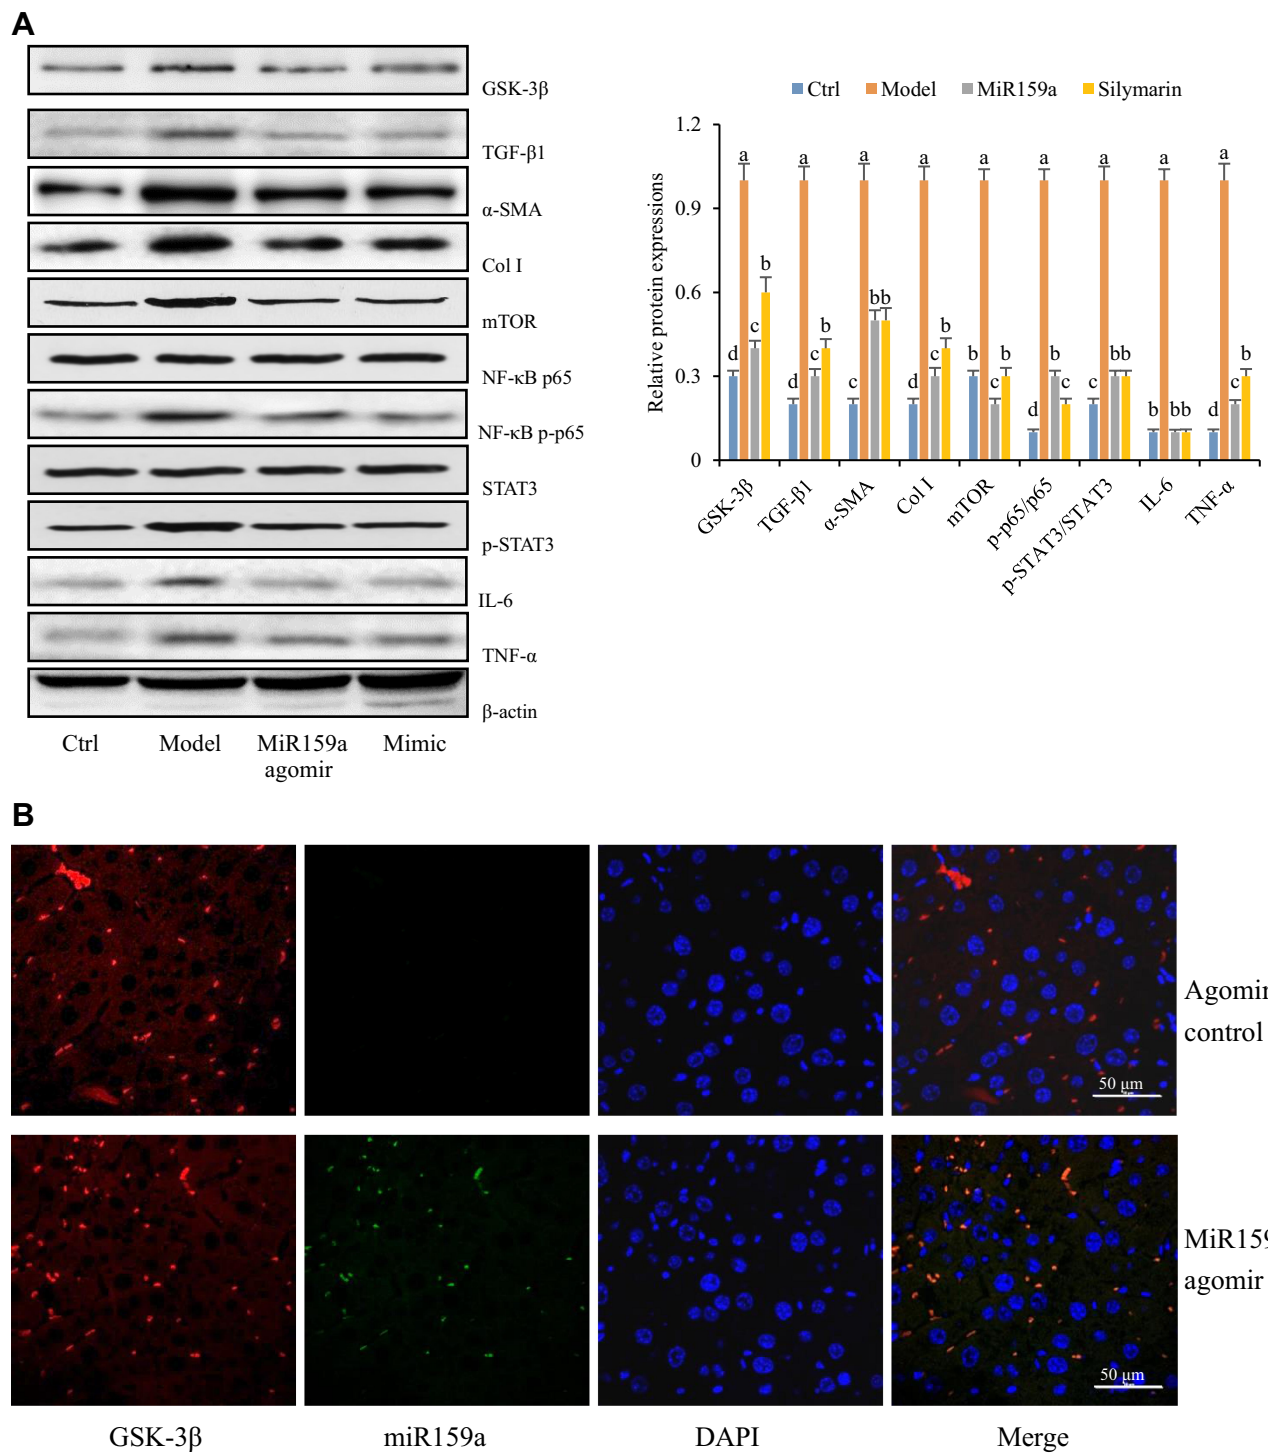 A
GSK-3β
TGF-β1
α-SMA
Col I
mTOR
NF-κB p65
NF-κB p-p65
STAT3
p-STAT3
IL-6
TNF-α
β-actin
Ctrl Model MiR159a agomir Mimic
Ctrl Model MiR159a Silymarin
Relative protein expressions
1.2
0.9
0.6
0.3
0
d a c b
d a c b
c a bb
d a c b
b a c b
d a b c
c a bb
b a bb
d a c b
GSK-3β
TGF-β1
α-SMA
Col I
mTOR
p-p65/p65
p-STAT3/STAT3
IL-6
TNF-α
B
Agomir
control
50 μm
MiR159
agomir
50 μm
GSK-3β miR159a DAPI Merge